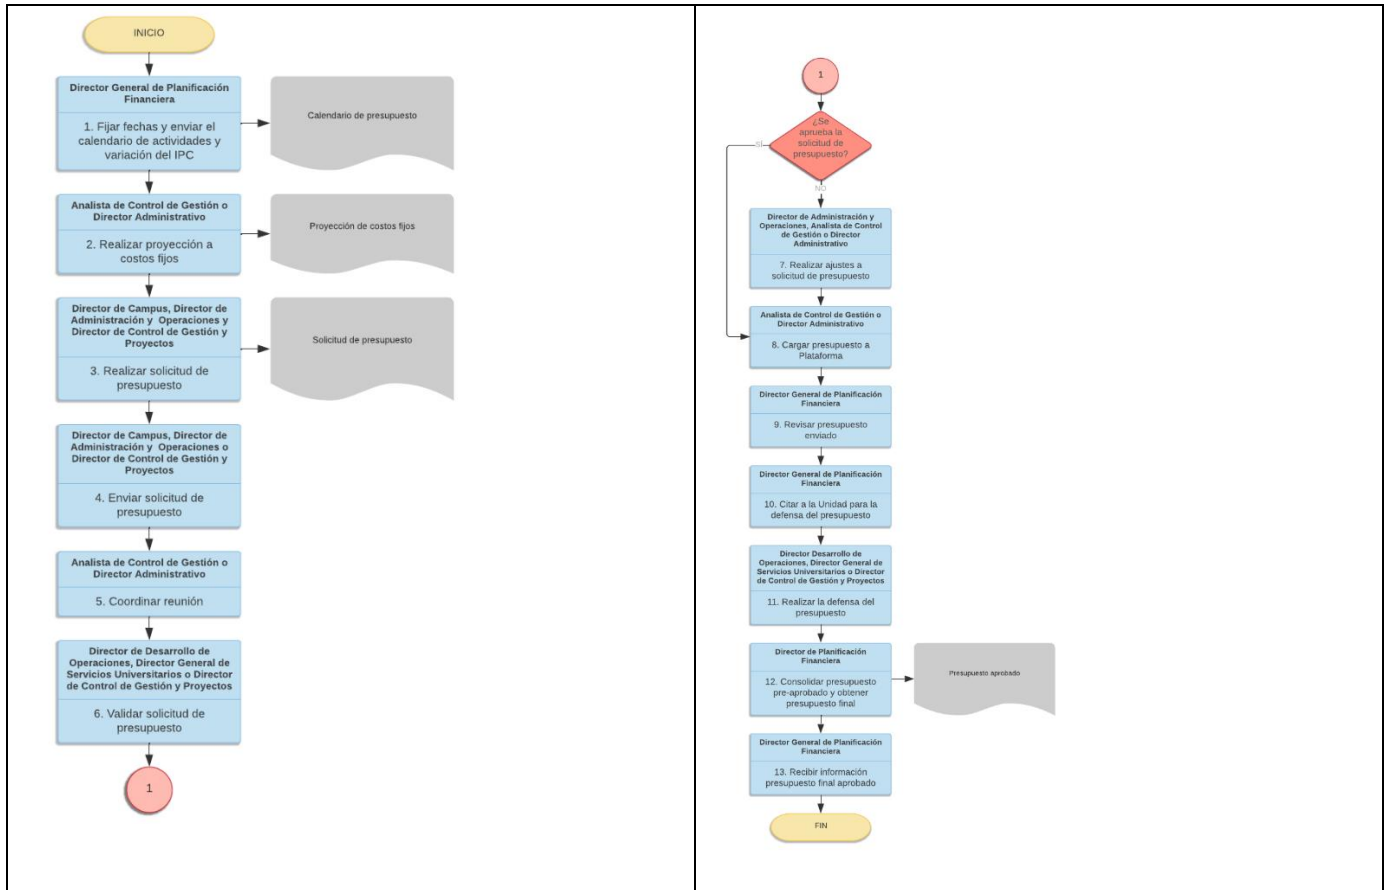 INICIO
Director General de Planificación
Financiera
1. Fijar fechas y enviar el
calendario de actividades y
variación del IPC
Calendario de presupuesto
Analista de Control de Gestión o
Director Administrativo
2. Realizar proyección a
costos fijos
Proyección de costos fijos
Director de Campus, Director de
Administración y Operaciones y
Director de Control de Gestión y
Proyectos
3. Realizar solicitud de
presupuesto
Solicitud de presupuesto
Director de Campus, Director de
Administración y Operaciones o
Director de Control de Gestión y
Proyectos
4. Enviar solicitud de
presupuesto
Analista de Control de Gestión o
Director Administrativo
5. Coordinar reunión
Director de Desarrollo de
Operaciones, Director General de
Servicios Universitarios o Director
de Control de Gestión y Proyectos
6. Validar solicitud de
presupuesto
1
1
¿Se
aprueba la
solicitud de
presupuesto?
SÍ
NO
Director de Administración y
Operaciones, Analista de Control
de Gestión o Director
Administrativo
7. Realizar ajustes a
solicitud de presupuesto
Analista de Control de Gestión o
Director Administrativo
8. Cargar presupuesto a
Plataforma
Director General de Planificación
Financiera
9. Revisar presupuesto
enviado
Director General de Planificación
Financiera
10. Citar a la Unidad para la
defensa del presupuesto
Director Desarrollo de
Operaciones, Director General de
Servicios Universitarios o Director
de Control de Gestión y Proyectos
11. Realizar la defensa del
presupuesto
Director de Planificación
Financiera
12. Consolidar presupuesto
pre-aprobado y obtener
presupuesto final
Presupuesto aprobado
Director General de Planificación
Financiera
13. Recibir información
presupuesto final aprobado
FIN